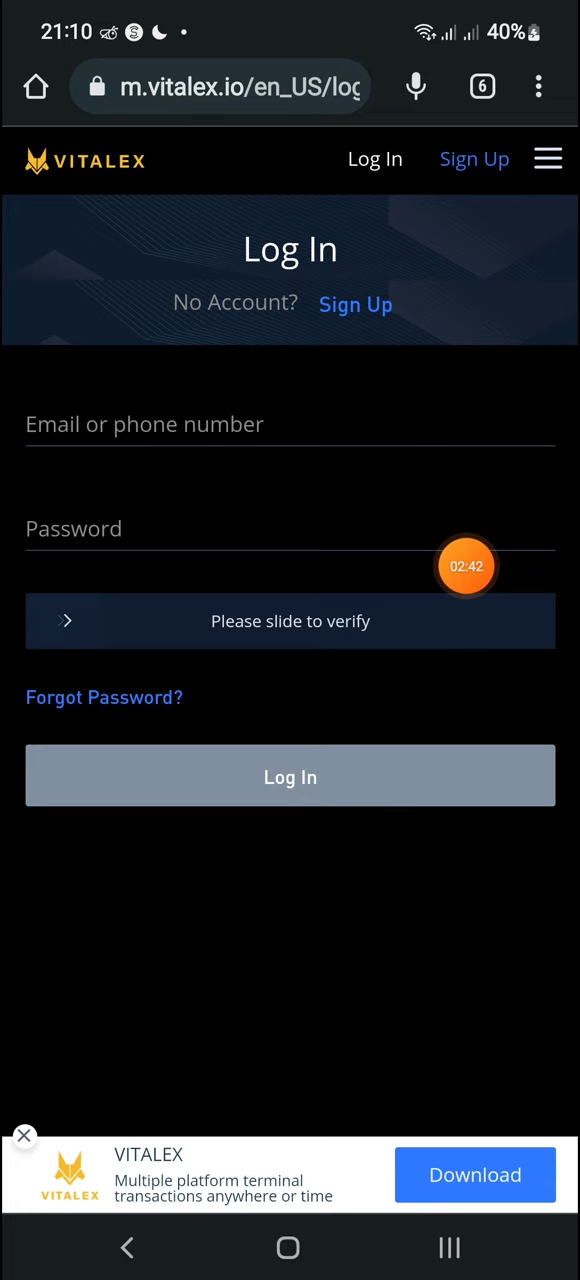 21:10 40%
m.vitalex.io/en_US/log
6
VITALEX Log In Sign Up
Log In
No Account? Sign Up
Email or phone number
Password
02:42
Please slide to verify
Forgot Password?
Log In
VITALEX
VITALEX
Multiple platform terminal
transactions anywhere or time
Download